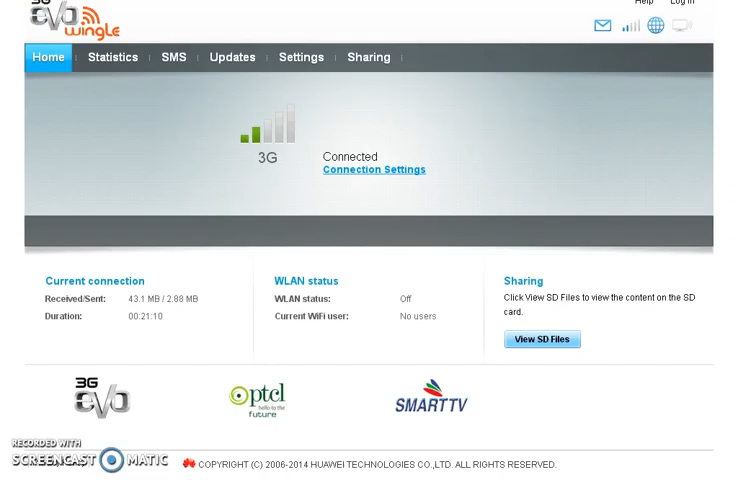 3G
evo
wingle
Help Log In
Home Statistics SMS Updates Settings Sharing
3G
Connected
Connection Settings
Current connection
Received/Sent: 43.1 MB / 2.88 MB
Duration: 00:21:10
WLAN status
WLAN status: Off
Current WiFi user: No users
Sharing
Click View SD Files to view the content on the SD
card.
View SD Files
3G
evo
ptcl
hello to the
future
SMART TV
RECORDED WITH
SCREENCAST MATIC
COPYRIGHT (C) 2006-2014 HUAWEI TECHNOLOGIES CO.,LTD. ALL RIGHTS RESERVED.